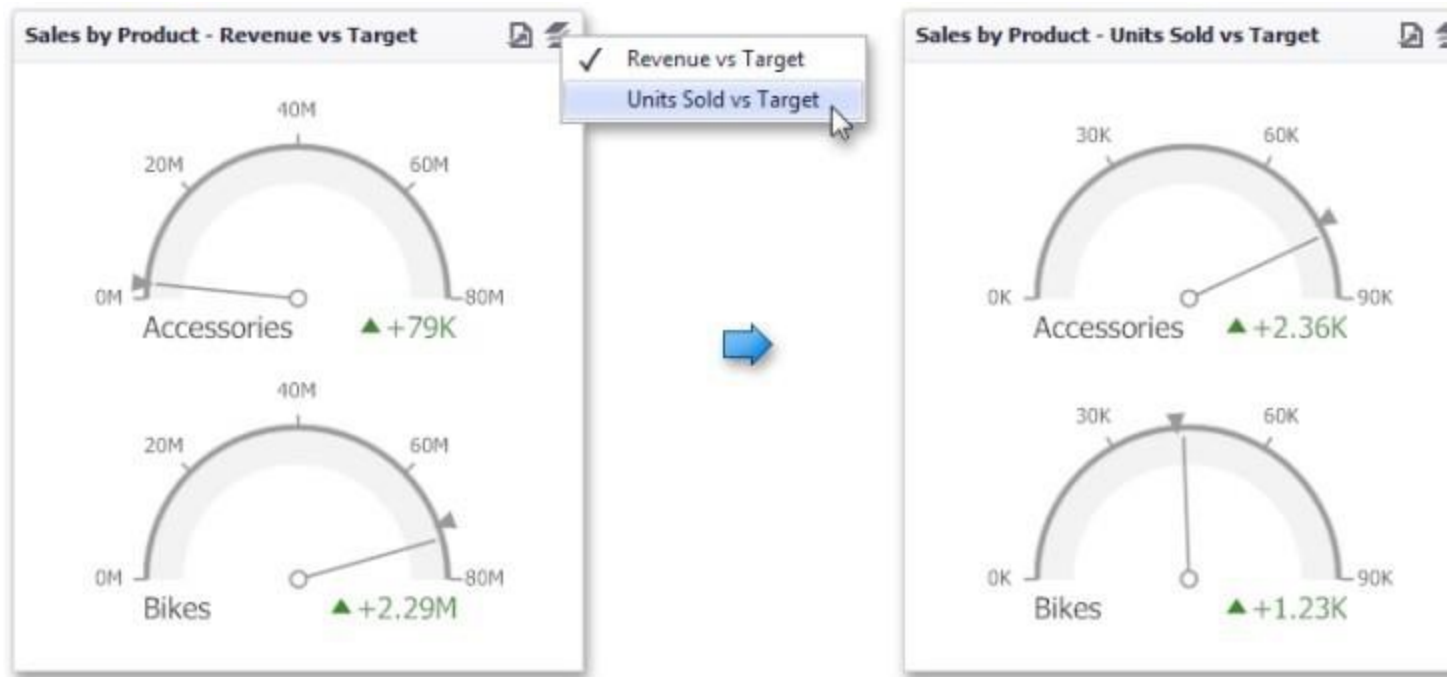 Sales by Product - Revenue vs Target
Revenue vs Target
Units Sold vs Target
40M
20M
60M
0M
80M
Accessories
+79K
40M
20M
60M
0M
80M
Bikes
+2.29M
Sales by Product - Units Sold vs Target
30K
60K
0K
90K
Accessories
+2.36K
30K
60K
0K
90K
Bikes
+1.23K